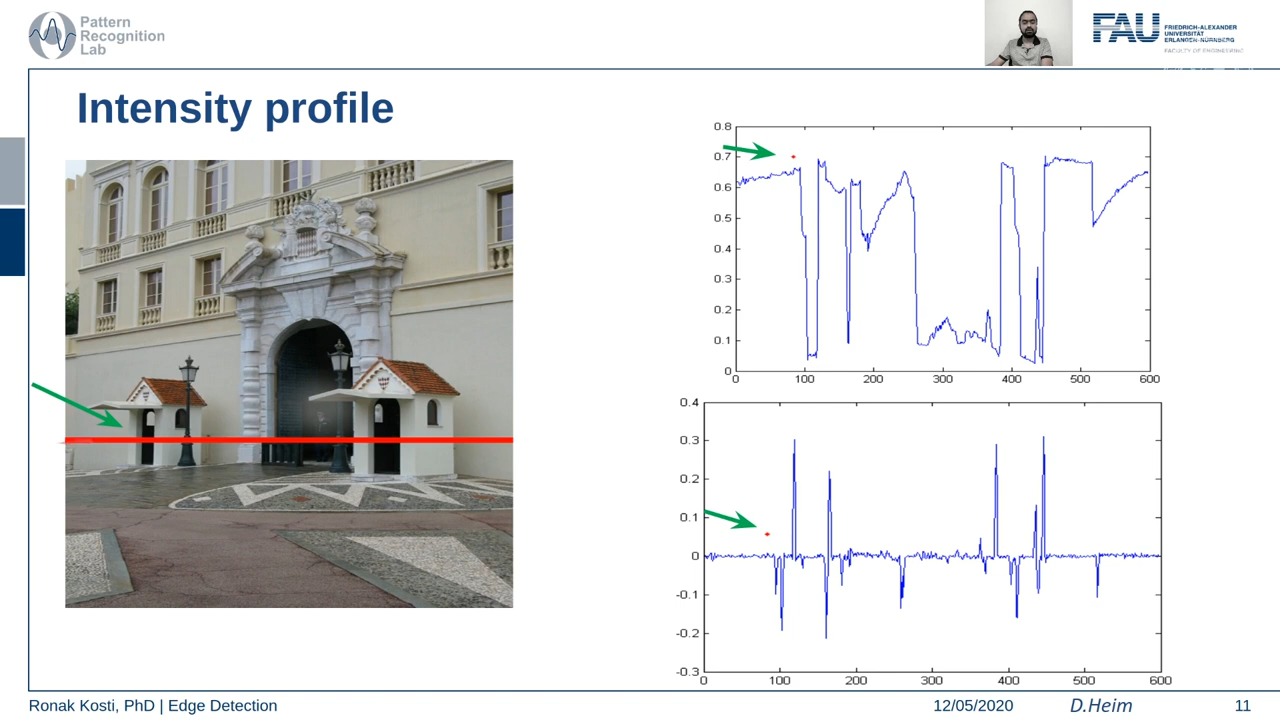 Pattern
Recognition
Lab
FAU
FRIEDRICH-ALEXANDER
UNIVERSITÄT
ERLANGEN-NÜRNBERG
FACULTY OF ENGINEERING
Intensity profile
0.8
0.7
0.6
0.5
0.4
0.3
0.2
0.1
0
0 100 200 300 400 500 600
0.4
0.3
0.2
0.1
0
-0.1
-0.2
-0.3
0 100 200 300 400 500 600
Ronak Kosti, PhD | Edge Detection 12/05/2020 D.Heim 11